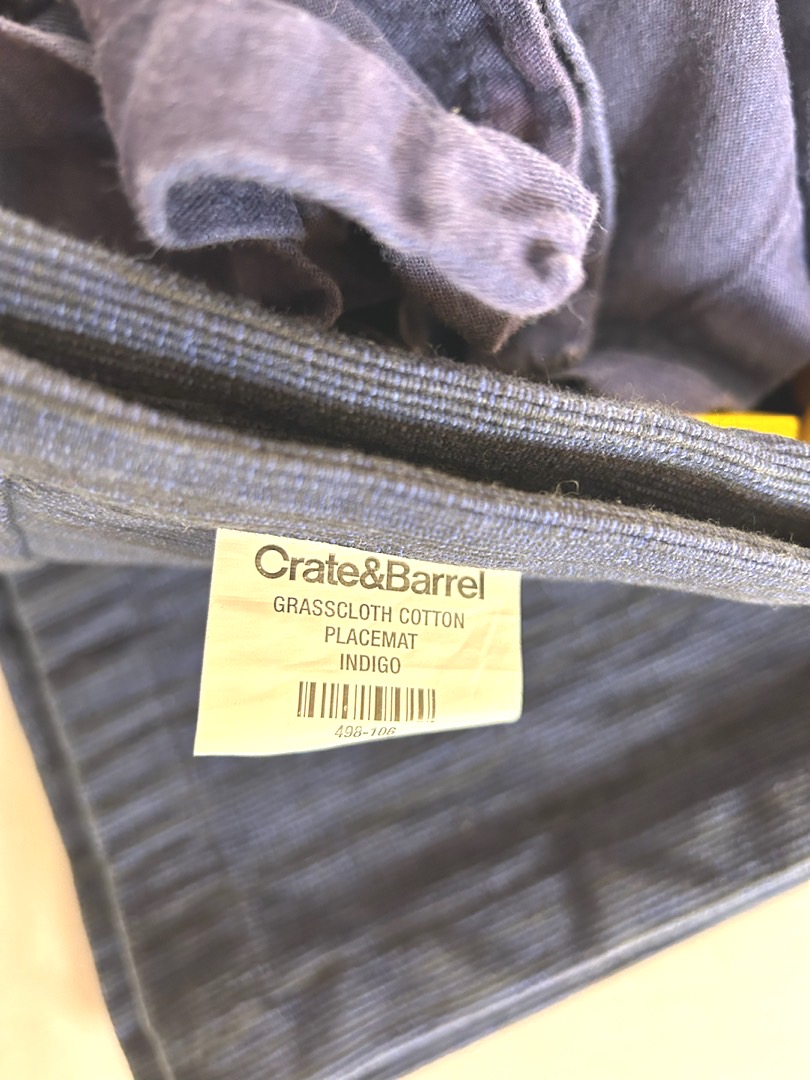 Crate&Barrel
GRASSCLOTH COTTON
PLACEMAT
INDIGO
498-106